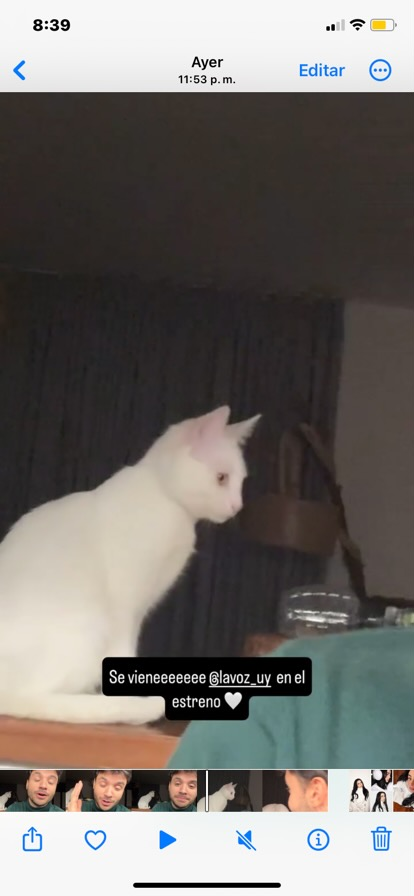 8:39
Ayer
11:53 p. m.
Editar
Se vieneeeeeee @lavoz_uy en el
estreno 🤍